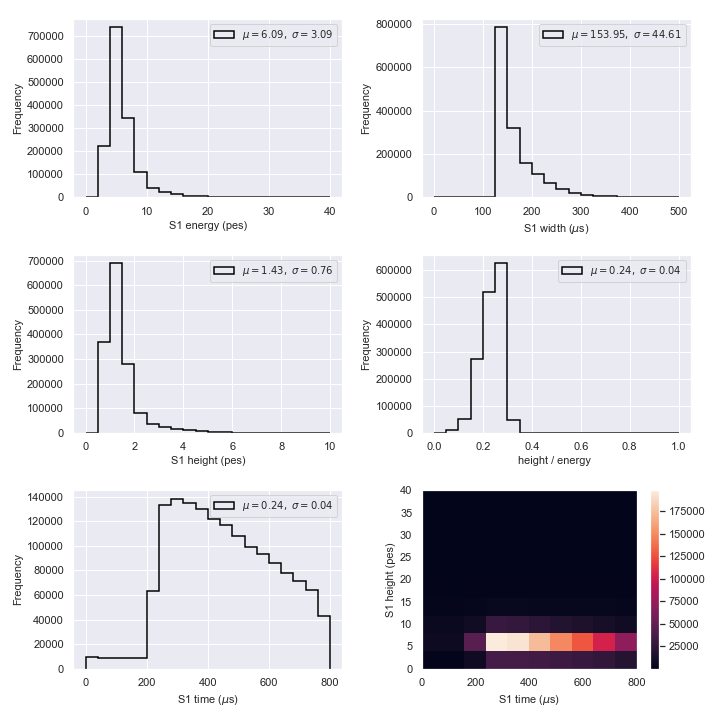 μ = 6.09, σ = 3.09
Frequency
700000
600000
500000
400000
300000
200000
100000
0
0 10 20 30 40
S1 energy (pes)
μ = 153.95, σ = 44.61
Frequency
800000
600000
400000
200000
0
0 100 200 300 400 500
S1 width (μs)
μ = 1.43, σ = 0.76
Frequency
700000
600000
500000
400000
300000
200000
100000
0
0 2 4 6 8 10
S1 height (pes)
μ = 0.24, σ = 0.04
Frequency
600000
500000
400000
300000
200000
100000
0
0.0 0.2 0.4 0.6 0.8 1.0
height / energy
μ = 0.24, σ = 0.04
Frequency
140000
120000
100000
80000
60000
40000
20000
0
0 200 400 600 800
S1 time (μs)
S1 height (pes)
40
35
30
25
20
15
10
5
0
0 200 400 600 800
S1 time (μs)
175000
150000
125000
100000
75000
50000
25000